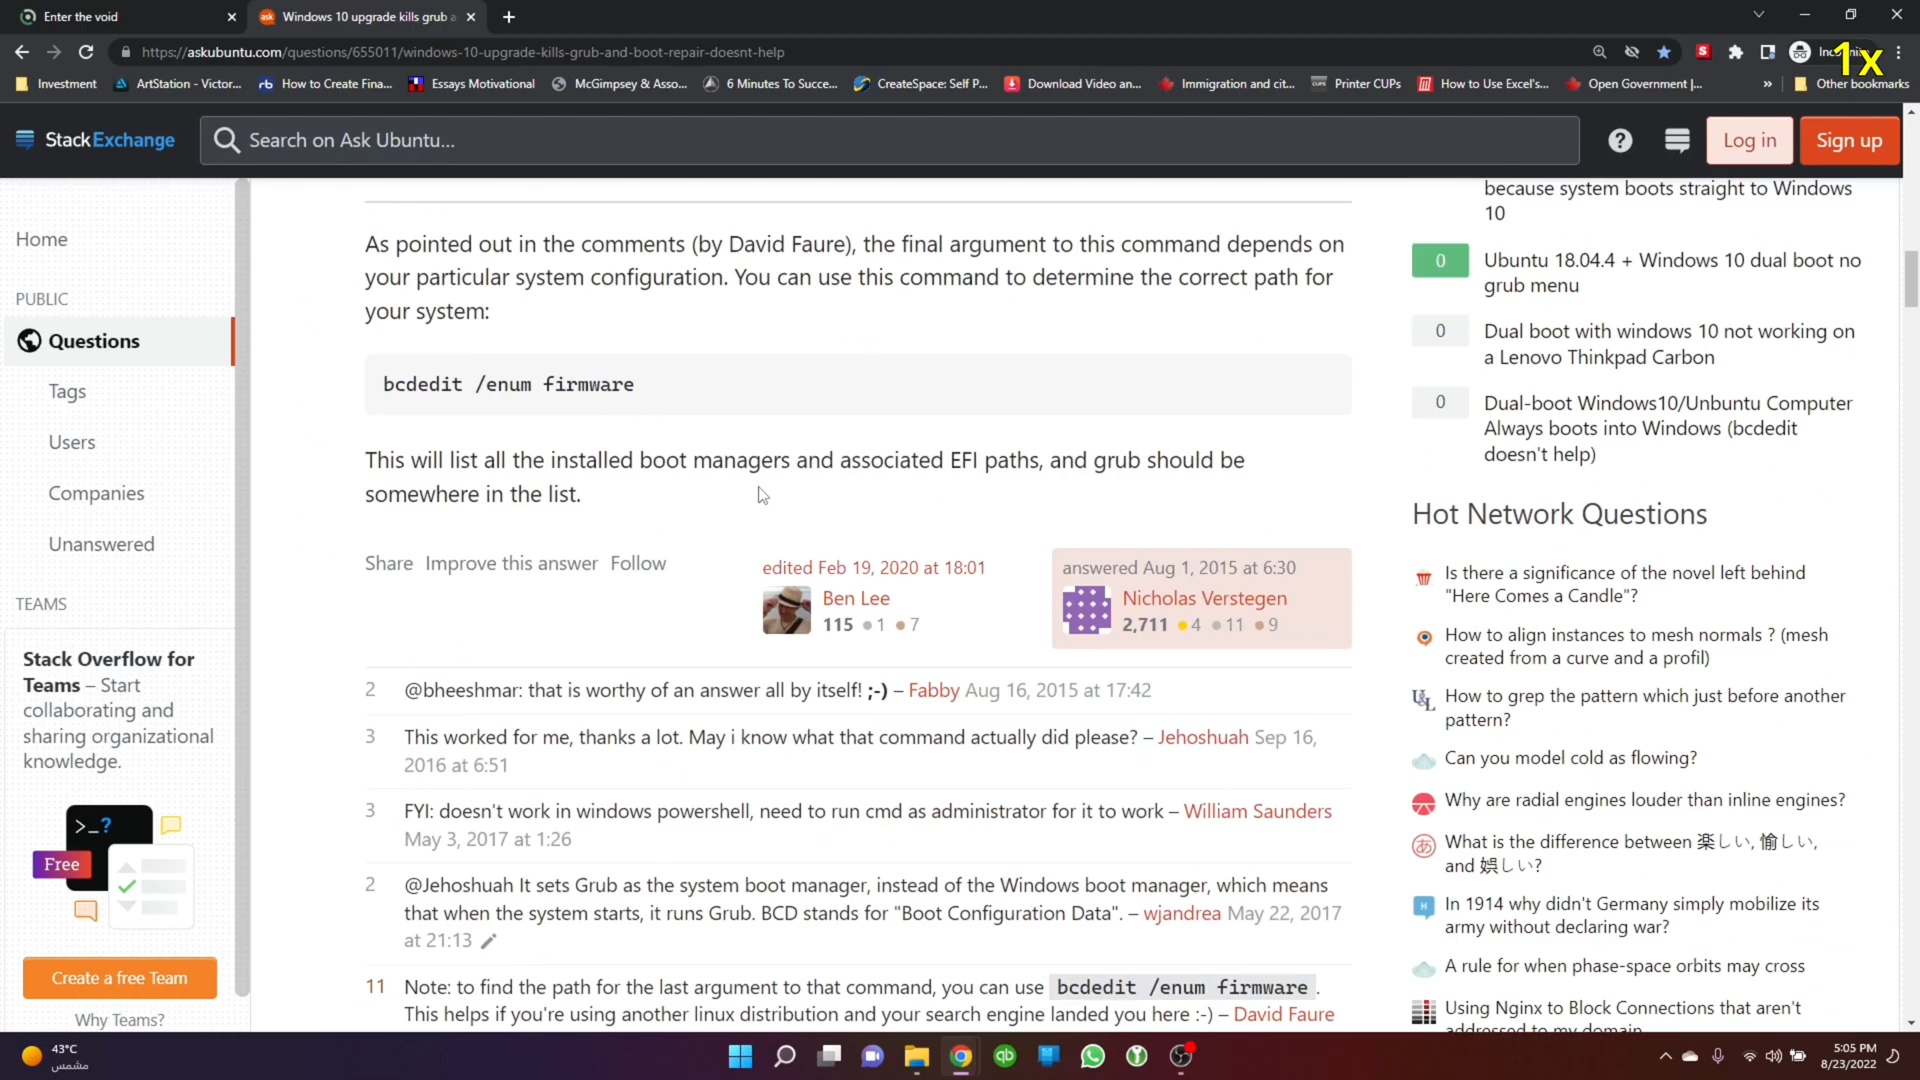 Enter the void
Windows 10 upgrade kills grub a
https://askubuntu.com/questions/655011/windows-10-upgrade-kills-grub-and-boot-repair-doesnt-help
1x
Investment
ArtStation - Victor...
How to Create Fina...
Essays Motivational
McGimpsey & Asso...
6 Minutes To Succe...
CreateSpace: Self P...
Download Video an...
Immigration and cit...
Printer CUPs
How to Use Excel's...
Open Government |...
»
Other bookmarks
StackExchange
Search on Ask Ubuntu...
Log in
Sign up
Home
PUBLIC
Questions
Tags
Users
Companies
Unanswered
TEAMS
Stack Overflow for
Teams – Start
collaborating and
sharing organizational
knowledge.
>_?
Free
Create a free Team
Why Teams?
As pointed out in the comments (by David Faure), the final argument to this command depends on
your particular system configuration. You can use this command to determine the correct path for
your system:
bcdedit /enum firmware
This will list all the installed boot managers and associated EFI paths, and grub should be
somewhere in the list.
Share Improve this answer Follow
edited Feb 19, 2020 at 18:01
Ben Lee
115 1 7
answered Aug 1, 2015 at 6:30
Nicholas Verstegen
2,711 4 11 9
2 @bheeshmar: that is worthy of an answer all by itself! ;-) – Fabby Aug 16, 2015 at 17:42
3 This worked for me, thanks a lot. May i know what that command actually did please? – Jehoshuah Sep 16,
2016 at 6:51
3 FYI: doesn't work in windows powershell, need to run cmd as administrator for it to work – William Saunders
May 3, 2017 at 1:26
2 @Jehoshuah It sets Grub as the system boot manager, instead of the Windows boot manager, which means
that when the system starts, it runs Grub. BCD stands for "Boot Configuration Data". – wjandrea May 22, 2017
at 21:13
11 Note: to find the path for the last argument to that command, you can use bcdedit /enum firmware .
This helps if you're using another linux distribution and your search engine landed you here :-) – David Faure
because system boots straight to Windows
10
0 Ubuntu 18.04.4 + Windows 10 dual boot no
grub menu
0 Dual boot with windows 10 not working on
a Lenovo Thinkpad Carbon
0 Dual-boot Windows10/Unbuntu Computer
Always boots into Windows (bcdedit
doesn't help)
Hot Network Questions
Is there a significance of the novel left behind
"Here Comes a Candle"?
How to align instances to mesh normals ? (mesh
created from a curve and a profil)
How to grep the pattern which just before another
pattern?
Can you model cold as flowing?
Why are radial engines louder than inline engines?
What is the difference between 楽しい, 愉しい,
and 娯しい?
In 1914 why didn't Germany simply mobilize its
army without declaring war?
A rule for when phase-space orbits may cross
Using Nginx to Block Connections that aren't
addressed to my domain
43°C
مشمس
5:05 PM
8/23/2022